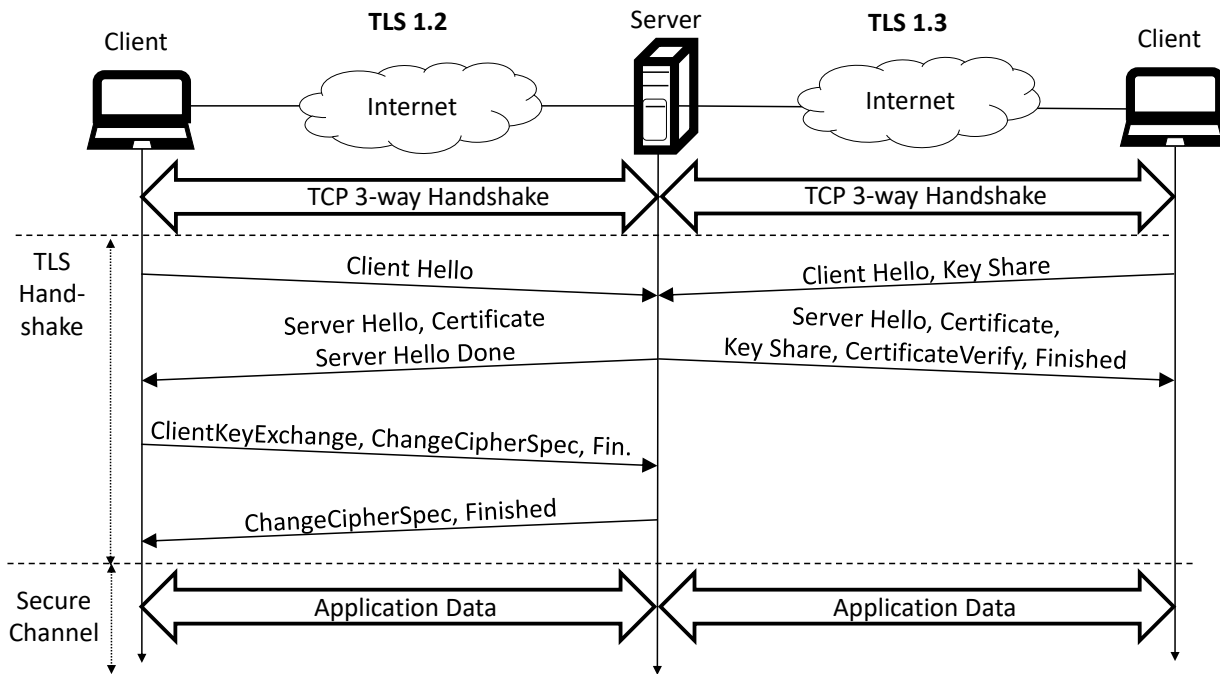 TLS 1.2
Server
TLS 1.3
Client
Client
Internet
Internet
TCP 3-way Handshake
TCP 3-way Handshake
TLS
Hand-
shake
Client Hello
Client Hello, Key Share
Server Hello, Certificate
Server Hello Done
Server Hello, Certificate,
Key Share, CertificateVerify, Finished
ClientKeyExchange, ChangeCipherSpec, Fin.
ChangeCipherSpec, Finished
Secure
Channel
Application Data
Application Data